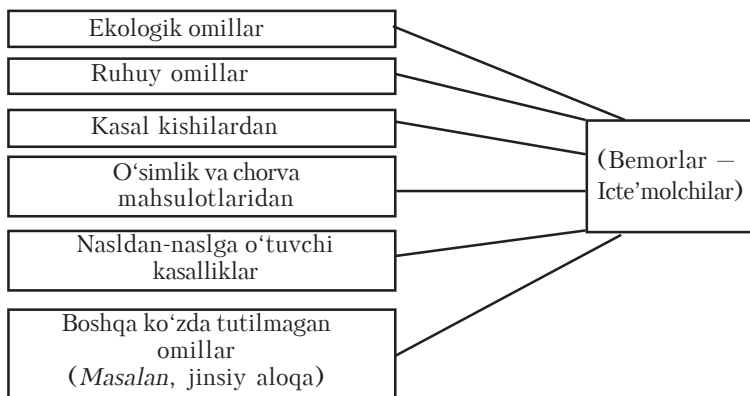 Ekologik omillar
Ruhuy omillar
Kasal kishilardan
O‘simlik va chorva
mahsulotlaridan
Nasldan-naslga o‘tuvchi
kasalliklar
Boshqa ko‘zda tutilmagan
omillar
(Masalan, jinsiy aloqa)
(Bemorlar —
Icte’molchilar)